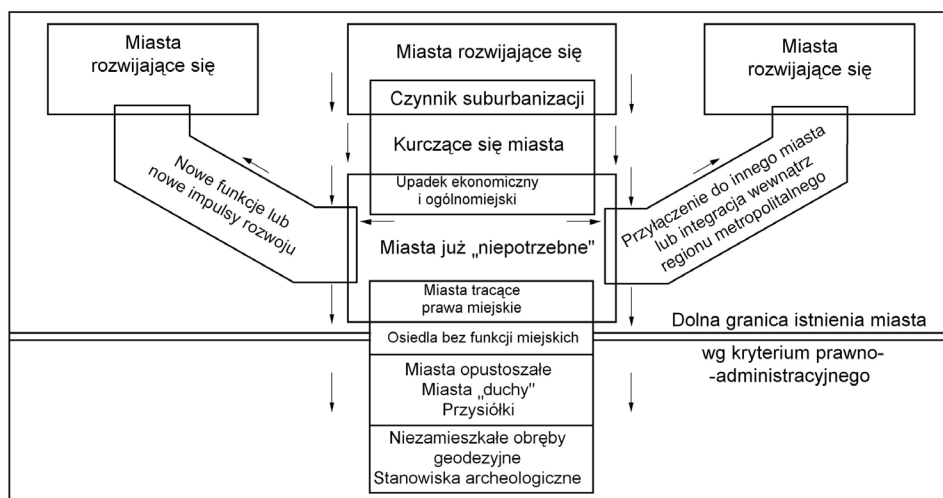 Miasta
rozwijające się
Miasta rozwijające się
Miasta
rozwijające się
Czynnik suburbanizacji
Kurczące się miasta
Nowe funkcje lub
nowe impulsy rozwoju
Upadek ekonomiczny
i ogólnomiejski
Przyłączenie do innego miasta
lub integracja wewnątrz
regionu metropolitalnego
Miasta już „niepotrzebne”
Miasta tracące
prawa miejskie
Dolna granica istnienia miasta
Osiedla bez funkcji miejskich
wg kryterium prawno-
-administracyjnego
Miasta opustoszałe
Miasta „duchy”
Przysiółki
Niezamieszkałe obręby
geodezyjne
Stanowiska archeologiczne